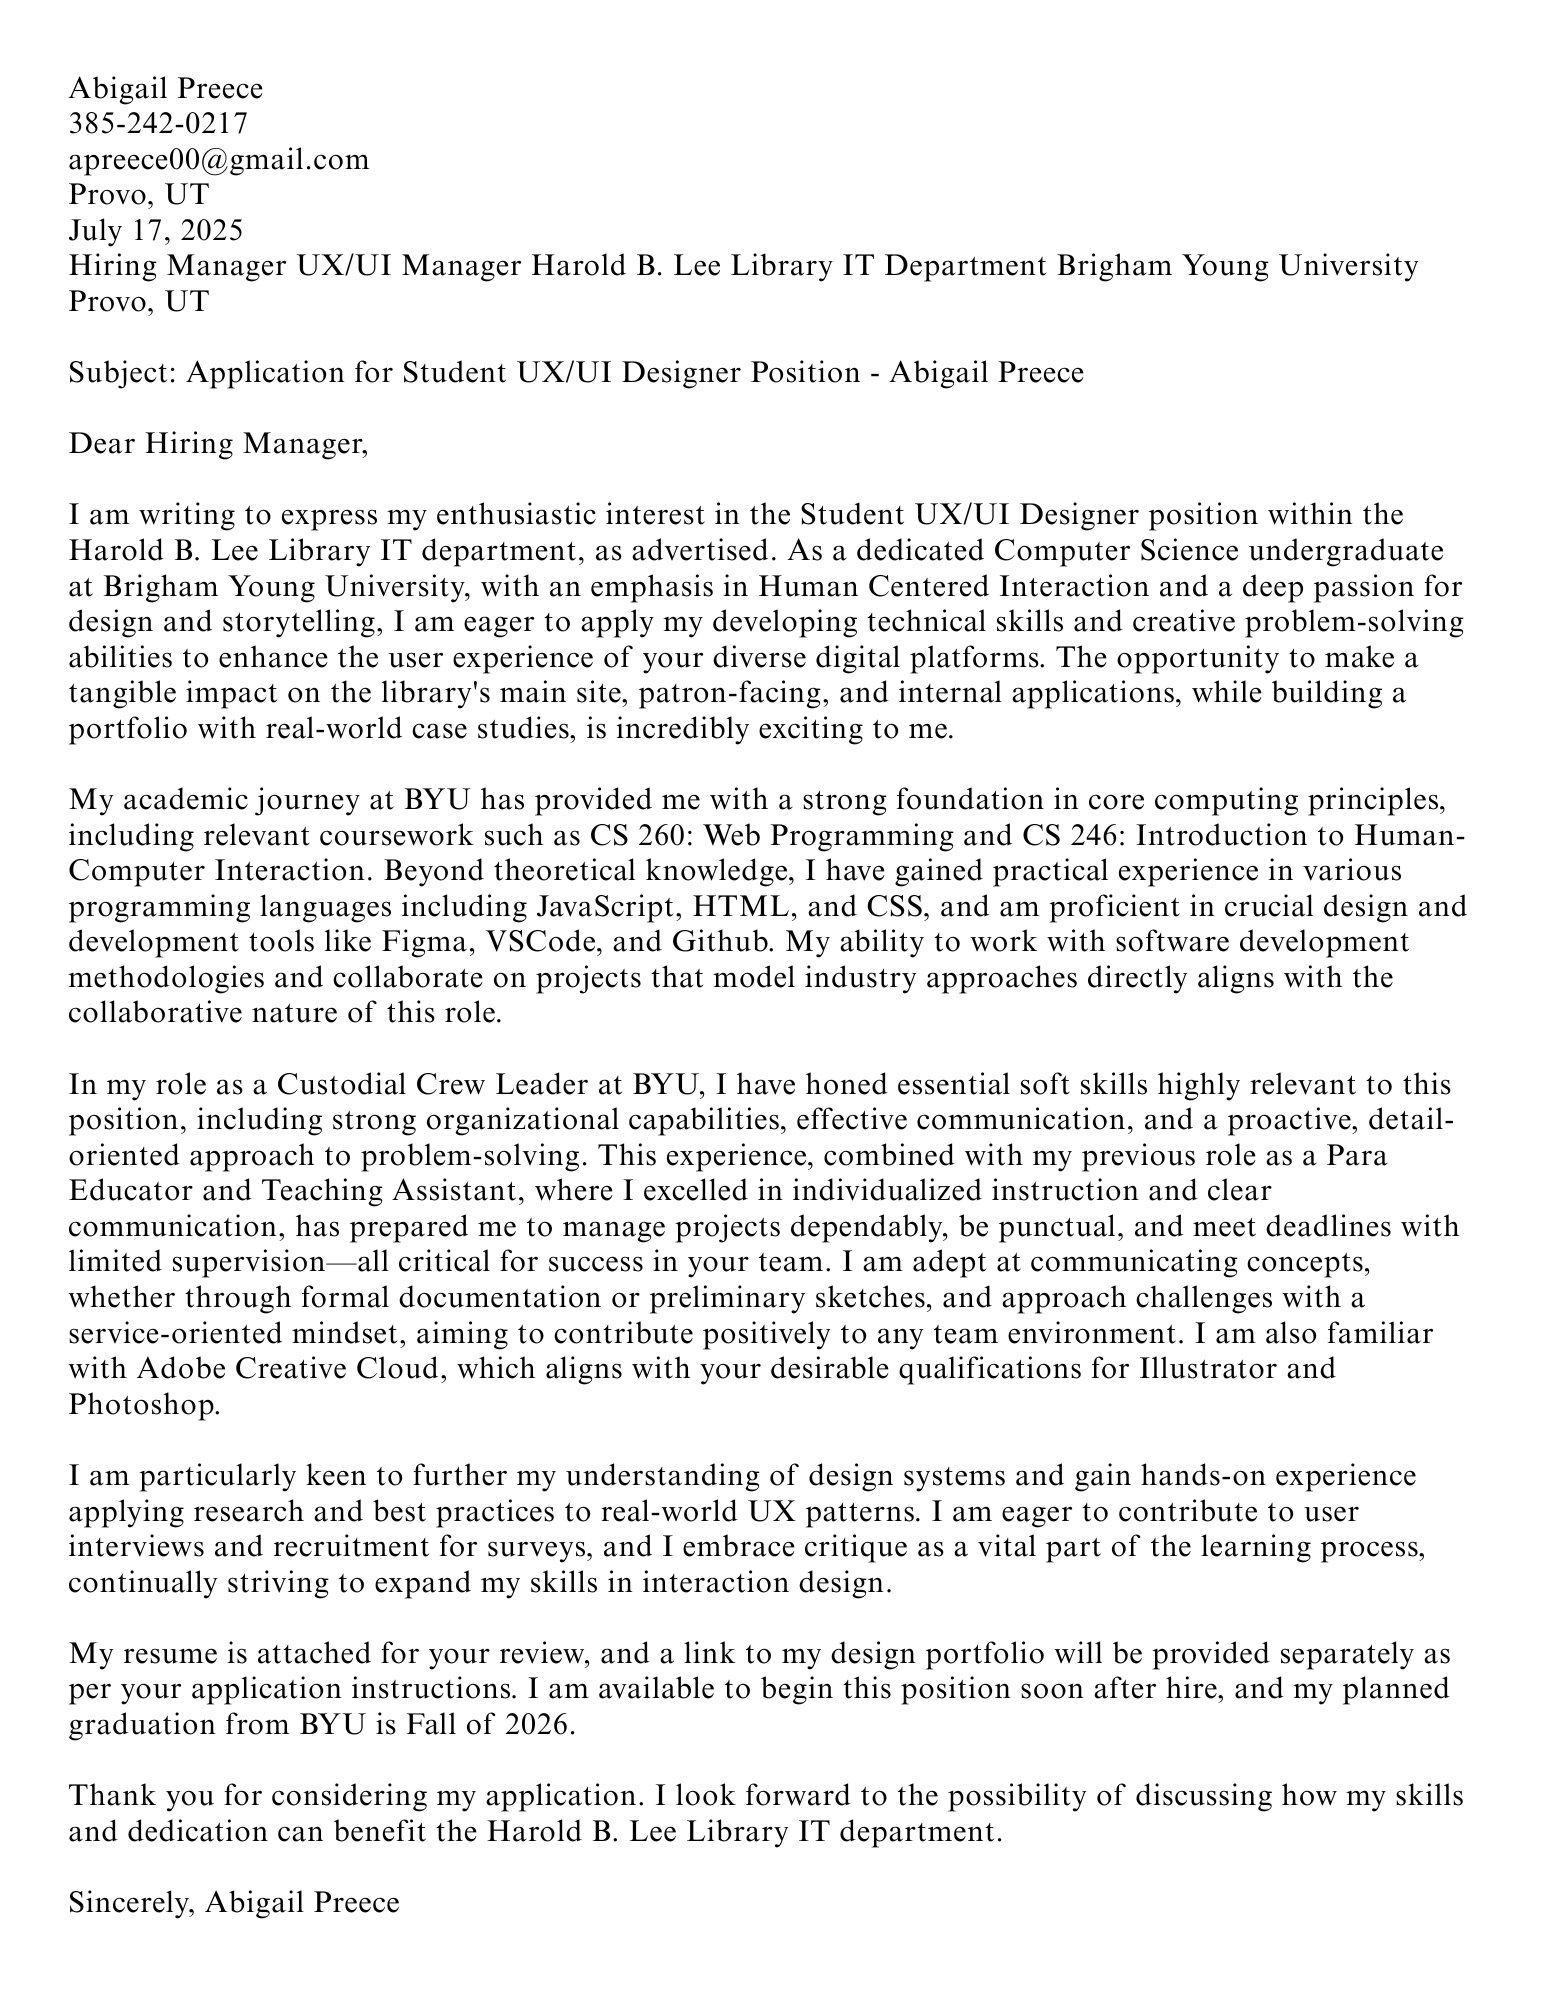 Abigail Preece
385-242-0217
apreece00@gmail.com
Provo, UT
July 17, 2025
Hiring Manager UX/UI Manager Harold B. Lee Library IT Department Brigham Young University
Provo, UT
Subject: Application for Student UX/UI Designer Position - Abigail Preece
Dear Hiring Manager,
I am writing to express my enthusiastic interest in the Student UX/UI Designer position within the
Harold B. Lee Library IT department, as advertised. As a dedicated Computer Science undergraduate
at Brigham Young University, with an emphasis in Human Centered Interaction and a deep passion for
design and storytelling, I am eager to apply my developing technical skills and creative problem-solving
abilities to enhance the user experience of your diverse digital platforms. The opportunity to make a
tangible impact on the library's main site, patron-facing, and internal applications, while building a
portfolio with real-world case studies, is incredibly exciting to me.
My academic journey at BYU has provided me with a strong foundation in core computing principles,
including relevant coursework such as CS 260: Web Programming and CS 246: Introduction to Human-
Computer Interaction. Beyond theoretical knowledge, I have gained practical experience in various
programming languages including JavaScript, HTML, and CSS, and am proficient in crucial design and
development tools like Figma, VSCode, and Github. My ability to work with software development
methodologies and collaborate on projects that model industry approaches directly aligns with the
collaborative nature of this role.
In my role as a Custodial Crew Leader at BYU, I have honed essential soft skills highly relevant to this
position, including strong organizational capabilities, effective communication, and a proactive, detail-
oriented approach to problem-solving. This experience, combined with my previous role as a Para
Educator and Teaching Assistant, where I excelled in individualized instruction and clear
communication, has prepared me to manage projects dependably, be punctual, and meet deadlines with
limited supervision—all critical for success in your team. I am adept at communicating concepts,
whether through formal documentation or preliminary sketches, and approach challenges with a
service-oriented mindset, aiming to contribute positively to any team environment. I am also familiar
with Adobe Creative Cloud, which aligns with your desirable qualifications for Illustrator and
Photoshop.
I am particularly keen to further my understanding of design systems and gain hands-on experience
applying research and best practices to real-world UX patterns. I am eager to contribute to user
interviews and recruitment for surveys, and I embrace critique as a vital part of the learning process,
continually striving to expand my skills in interaction design.
My resume is attached for your review, and a link to my design portfolio will be provided separately as
per your application instructions. I am available to begin this position soon after hire, and my planned
graduation from BYU is Fall of 2026.
Thank you for considering my application. I look forward to the possibility of discussing how my skills
and dedication can benefit the Harold B. Lee Library IT department.
Sincerely, Abigail Preece